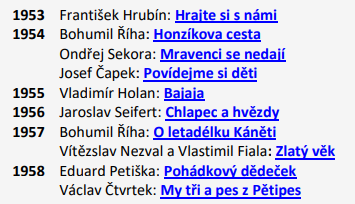 1953 František Hrubín: Hrajte si s námi
1954 Bohumil Říha: Honzíkova cesta
Ondřej Sekora: Mravenci se nedají
Josef Čapek: Povídejme si děti
1955 Vladimír Holan: Bajaja
1956 Jaroslav Seifert: Chlapec a hvězdy
1957 Bohumil Říha: O letadélku Káněti
Vítězslav Nezval a Vlastimil Fiala: Zlatý věk
1958 Eduard Petiška: Pohádkový dědeček
Václav Čtvrtek: My tři a pes z Pětipes